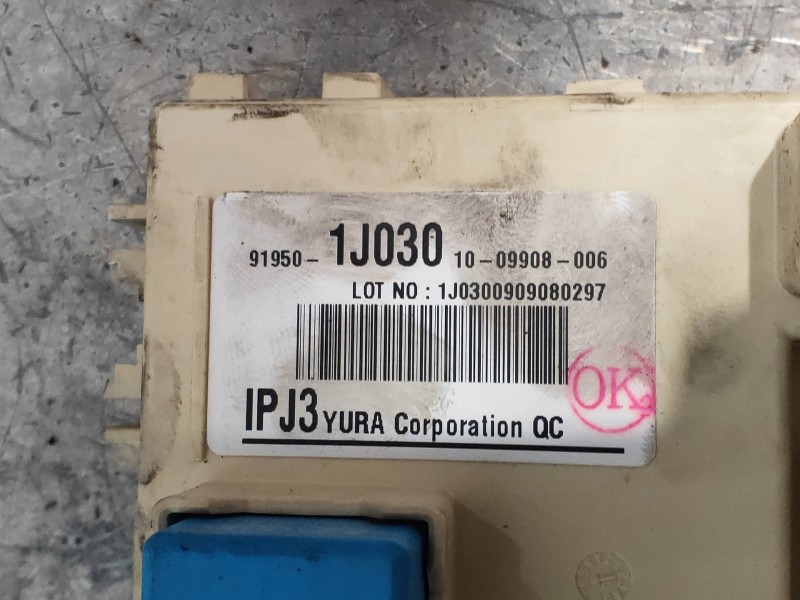 91950- 1J030 10-09908-006
LOT NO : 1J0300909080297
OK
IPJ3 YURA Corporation QC